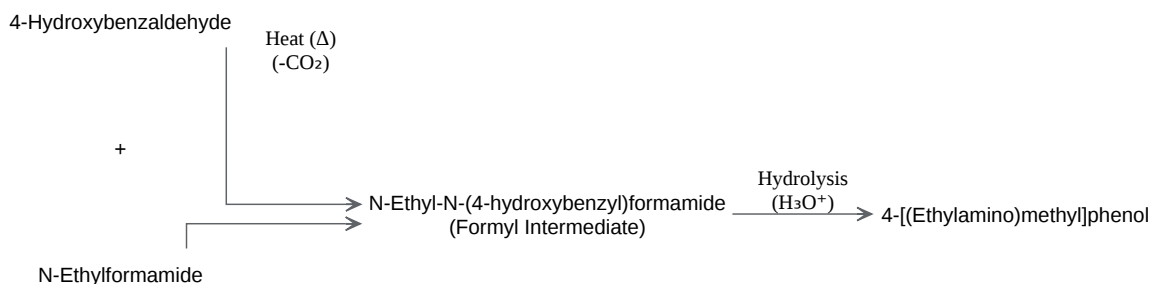 4-Hydroxybenzaldehyde
Heat (Δ)
(-CO₂)
+
N-Ethylformamide
N-Ethyl-N-(4-hydroxybenzyl)formamide
(Formyl Intermediate)
Hydrolysis
(H₃O⁺)
4-[(Ethylamino)methyl]phenol